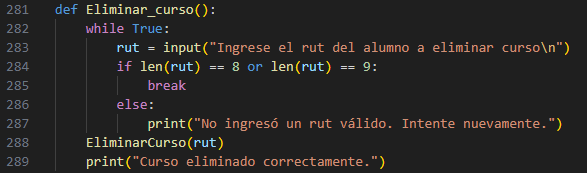 281 def Eliminar_curso():
282     while True:
283         rut = input("Ingrese el rut del alumno a eliminar curso\n")
284         if len(rut) == 8 or len(rut) == 9:
285             break
286         else:
287             print("No ingresó un rut válido. Intente nuevamente.")
288     EliminarCurso(rut)
289     print("Curso eliminado correctamente.")